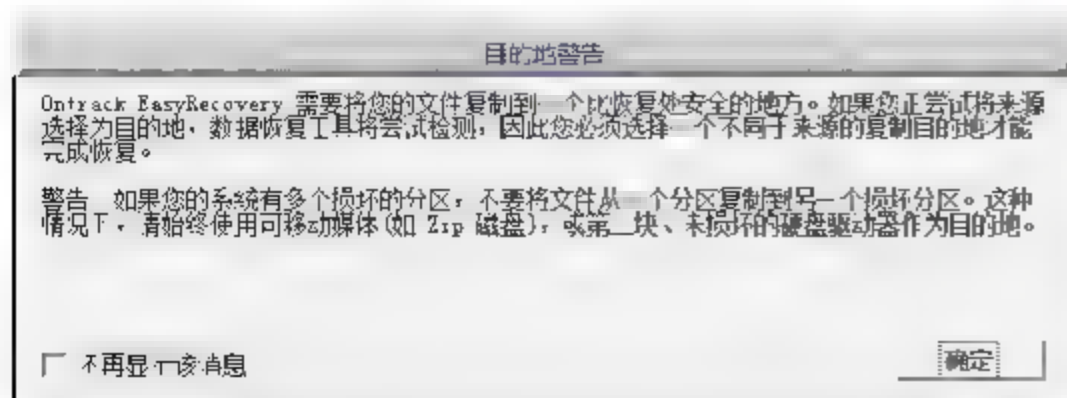 目的地警告
Ontrack EasyRecovery 需要将您的文件复制到一个比恢复处安全的地方。如果您正尝试将来源
选择为目的地，数据恢复工具将尝试检测，因此您必须选择一个不同于来源的复制目的地才能
完成恢复。
警告 如果您的系统有多个损坏的分区，不要将文件从一个分区复制到另一个损坏分区。这种
情况下，请始终使用可移动媒体(如 Zip 磁盘)，或第二块、未损坏的硬盘驱动器作为目的地。
不再显示该消息
确定